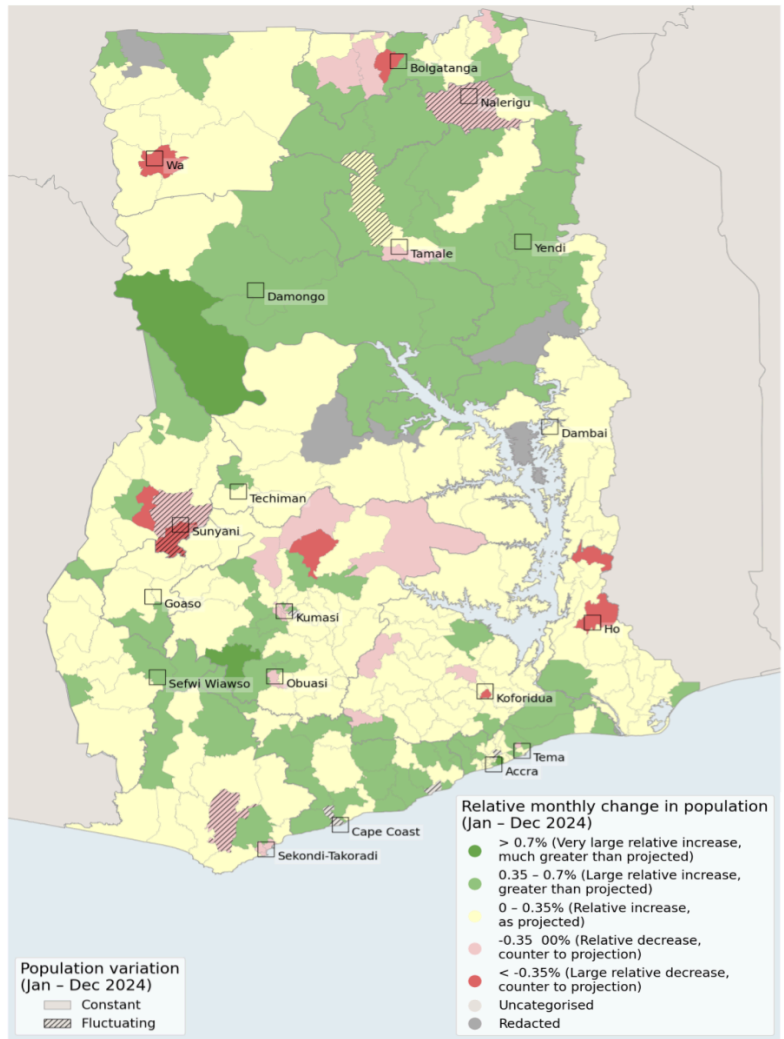 Bolgatanga
Nalerigu
Wa
Tamale
Yendi
Damongo
Dambai
Techiman
Sunyani
Goaso
Kumasi
Ho
Sefwi Wiawso
Obuasi
Koforidua
Tema
Accra
Cape Coast
Sekondi-Takoradi
Relative monthly change in population
(Jan – Dec 2024)
> 0.7% (Very large relative increase,
much greater than projected)
0.35 – 0.7% (Large relative increase,
greater than projected)
0 – 0.35% (Relative increase,
as projected)
-0.35  00% (Relative decrease,
counter to projection)
< -0.35% (Large relative decrease,
counter to projection)
Uncategorised
Redacted
Population variation
(Jan – Dec 2024)
Constant
Fluctuating